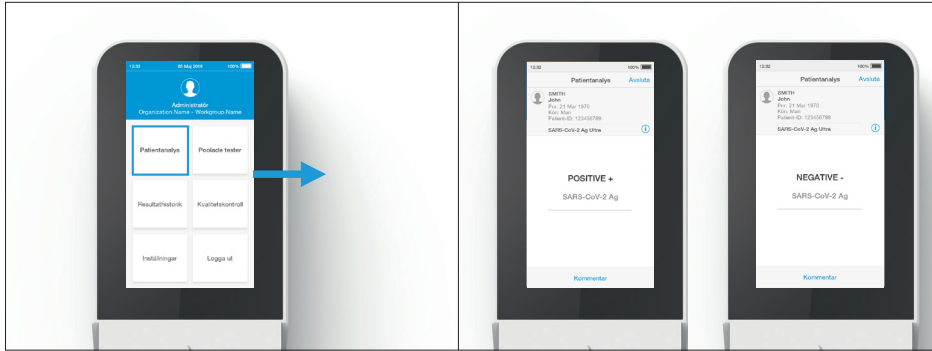 12:32 05 Maj 2019 100%
Administratör
Organization Name - Workgroup Name
Patientanalys
Poolade tester
Resultathistorik
Kvalitetskontroll
Inställningar
Logga ut
12:32 100%
Patientanalys Avsluta
SMITH
John
Pnr: 21 Mar 1970
Kön: Man
Patient-ID: 123456789
SARS-CoV-2 Ag Ultra
POSITIVE +
SARS-CoV-2 Ag
Kommentar
12:32 100%
Patientanalys Avsluta
SMITH
John
Pnr: 21 Mar 1970
Kön: Man
Patient-ID: 123456789
SARS-CoV-2 Ag Ultra
NEGATIVE -
SARS-CoV-2 Ag
Kommentar